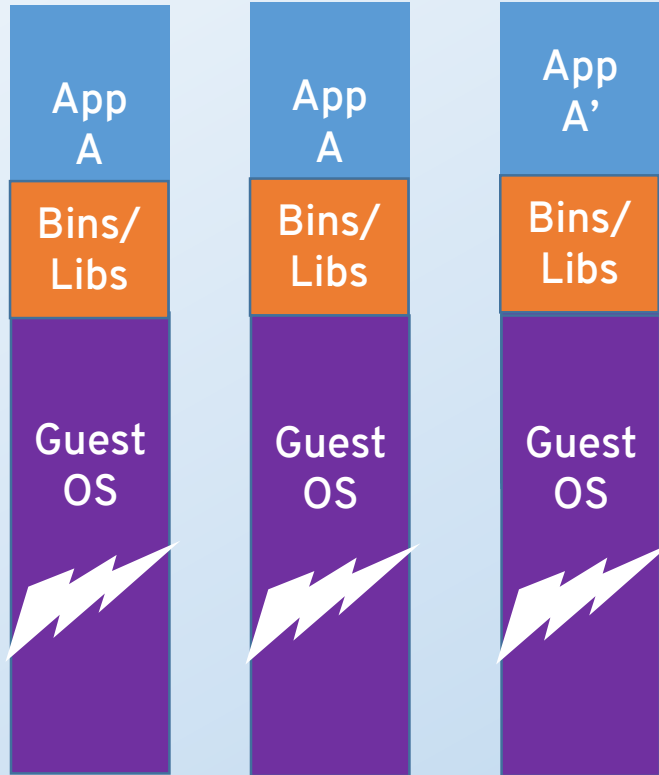 App
A
Bins/
Libs
Guest
OS
App
A
Bins/
Libs
Guest
OS
App
A’
Bins/
Libs
Guest
OS